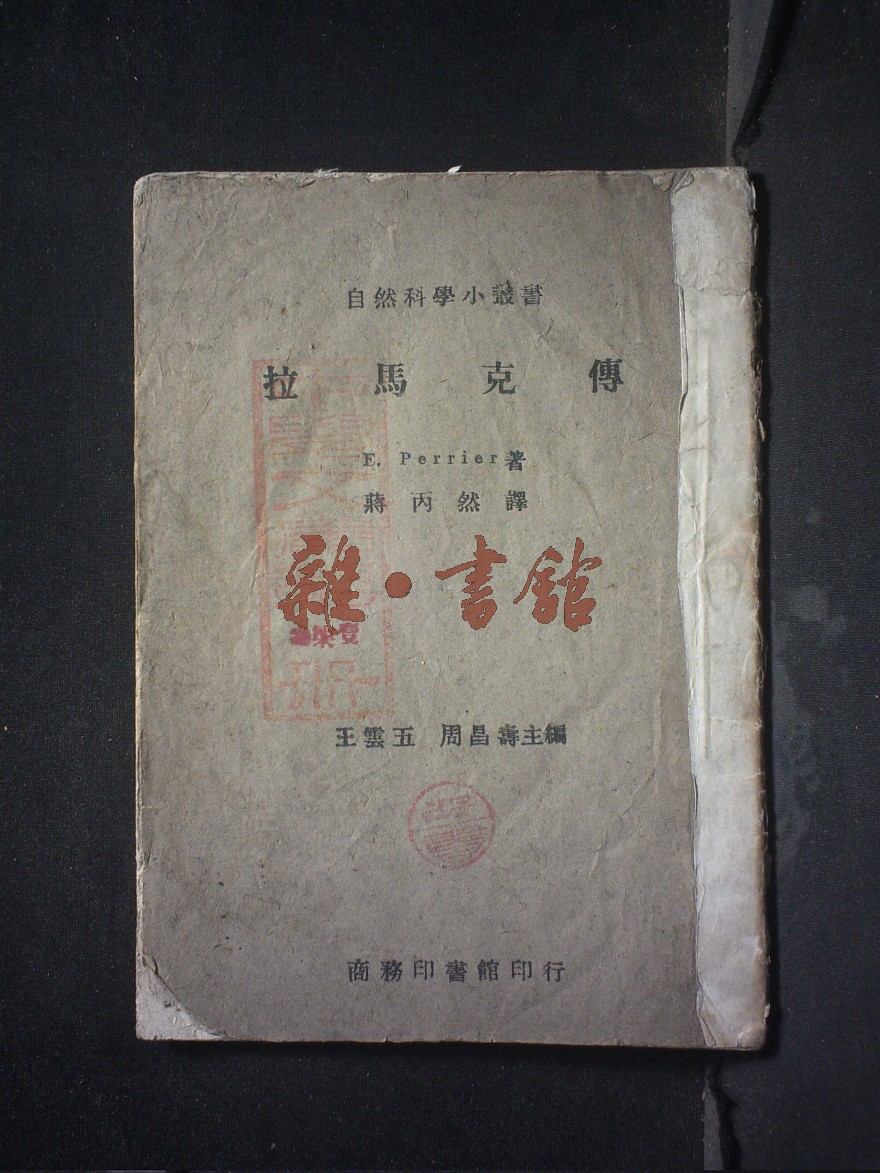 自然科學小叢書
拉馬克傳
E. Perrier著
蔣丙然譯
雜·書館
王雲五 周昌壽主編
商務印書館印行